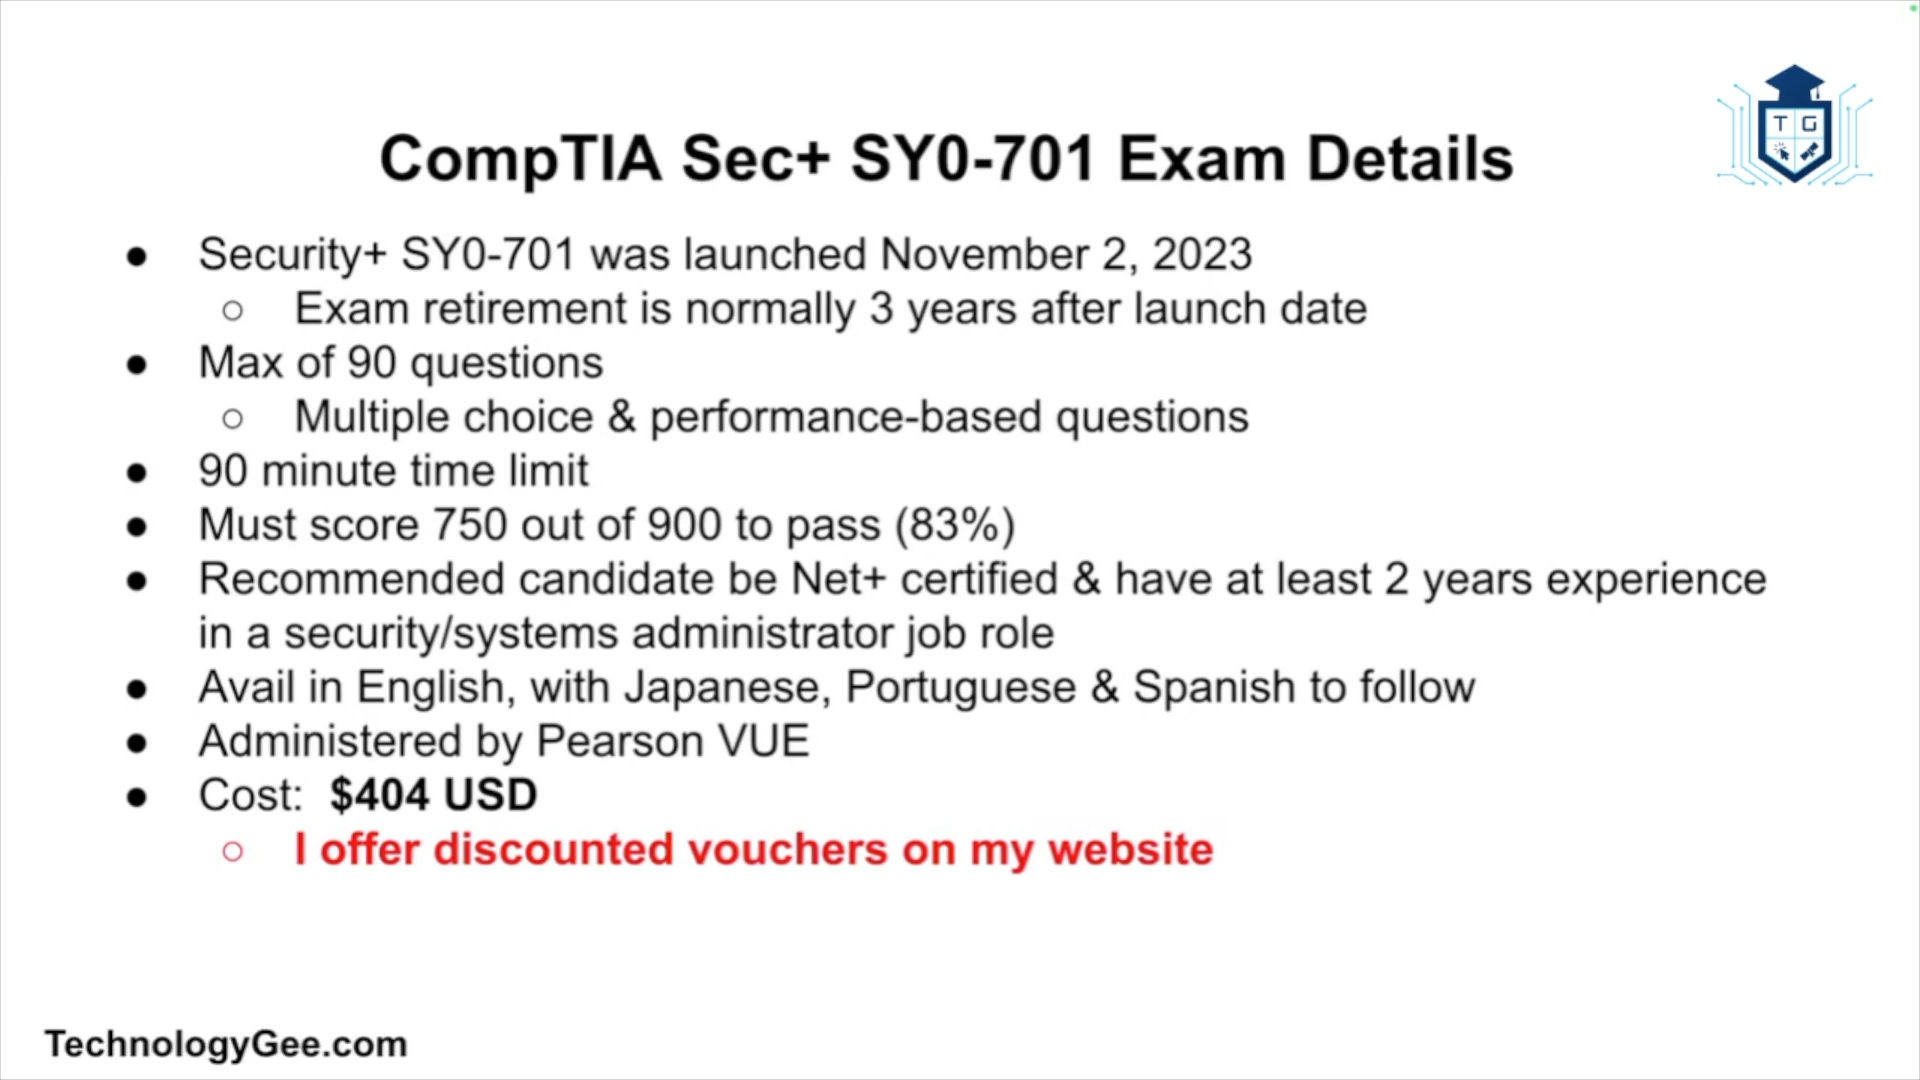 T G
CompTIA Sec+ SY0-701 Exam Details
● Security+ SY0-701 was launched November 2, 2023
○ Exam retirement is normally 3 years after launch date
● Max of 90 questions
○ Multiple choice & performance-based questions
● 90 minute time limit
● Must score 750 out of 900 to pass (83%)
● Recommended candidate be Net+ certified & have at least 2 years experience
in a security/systems administrator job role
● Avail in English, with Japanese, Portuguese & Spanish to follow
● Administered by Pearson VUE
● Cost: $404 USD
○ I offer discounted vouchers on my website
TechnologyGee.com